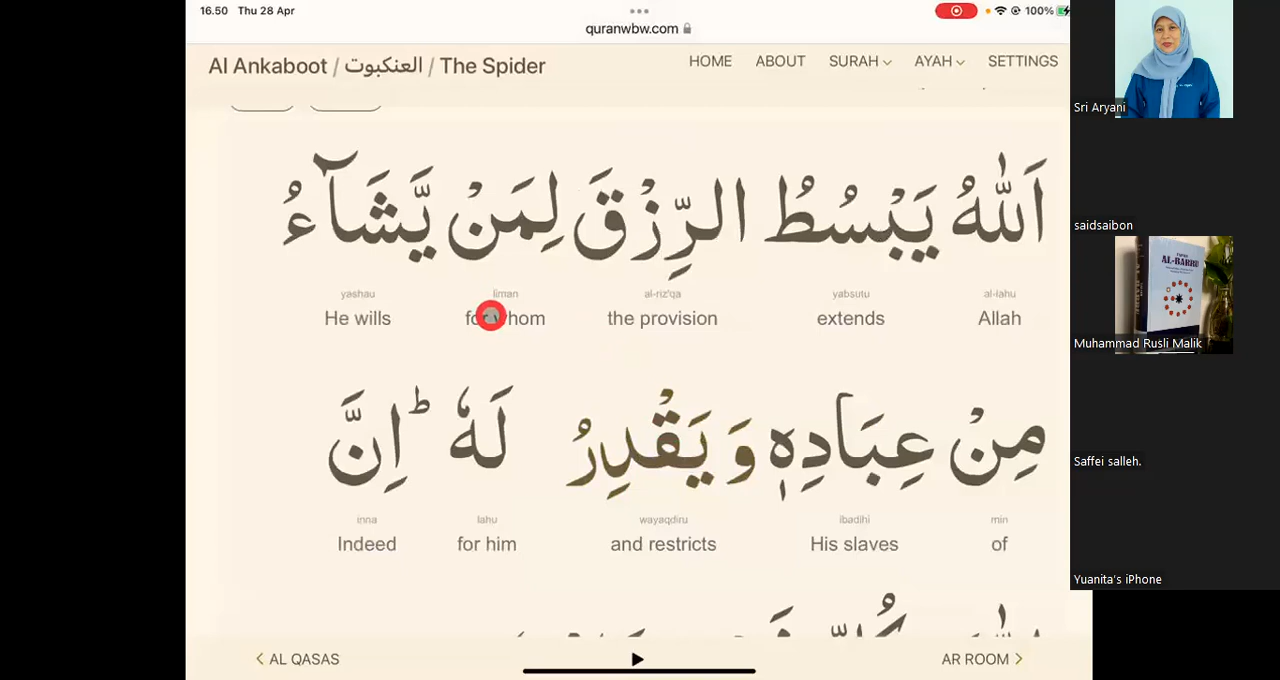 16.50 Thu 28 Apr
100%
quranwbw.com
Al Ankaboot / العنكبوت / The Spider
HOME ABOUT SURAH AYAH SETTINGS
اَللّٰهُ يَبْسُطُ الرِّزْقَ لِمَنْ يَّشَآءُ
al-lahu yabsutu al-riz'qa liman yashau
Allah extends the provision for whom He wills
مِنْ عِبَادِهٖ وَيَقْدِرُ لَهٗ ؕ اِنَّ
min ibadihi wayaqdiru lahu inna
of His slaves and restricts for him Indeed
AL QASAS
AR ROOM
Sri Aryani
saidsaibon
AL-BARRU
Muhammad Rusli Malik
Saffei salleh.
Yuanita's iPhone